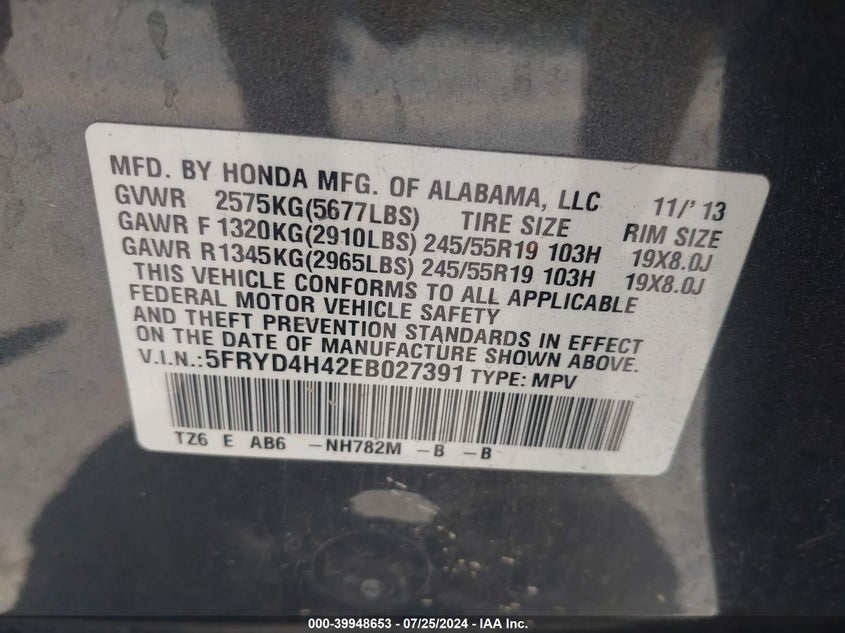 MFD. BY HONDA MFG. OF ALABAMA, LLC 11/' 13
GVWR 2575KG(5677LBS) TIRE SIZE RIM SIZE
GAWR F 1320KG(2910LBS) 245/55R19 103H 19X8.0J
GAWR R1345KG(2965LBS) 245/55R19 103H 19X8.0J
THIS VEHICLE CONFORMS TO ALL APPLICABLE
FEDERAL MOTOR VEHICLE SAFETY
AND THEFT PREVENTION STANDARDS IN EFFECT
ON THE DATE OF MANUFACTURE SHOWN ABOVE.
V.I.N.:5FRYD4H42EB027391 TYPE: MPV
TZ6 E AB6 -NH782M -B -B
000-39948653 - 07/25/2024 - IAA Inc.